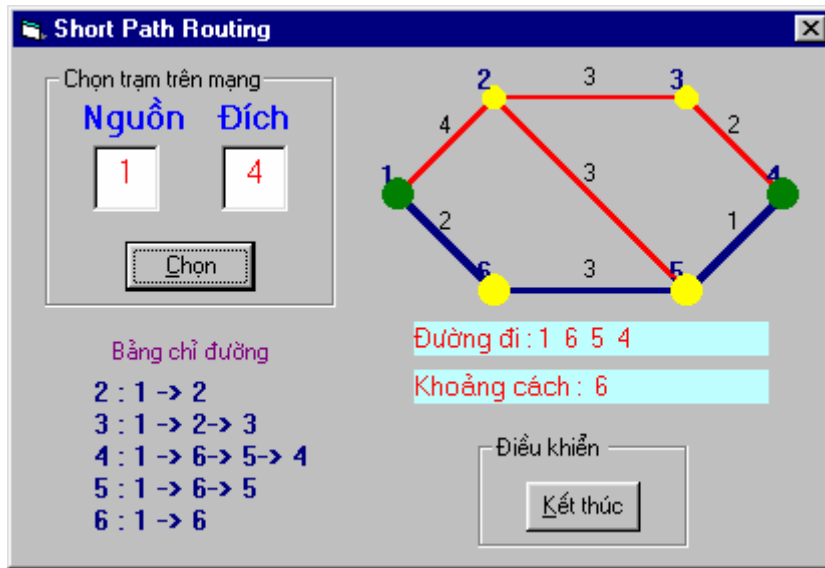 Short Path Routing
Chọn trạm trên mạng
Nguồn Đích
1 4
Chọn
Bảng chỉ đường
2 : 1 -> 2
3 : 1 -> 2-> 3
4 : 1 -> 6-> 5-> 4
5 : 1 -> 6-> 5
6 : 1 -> 6
2 3 3
4 2
1 3 4
2 1
6 3 5
Đường đi : 1 6 5 4
Khoảng cách : 6
Điều khiển
Kết thúc